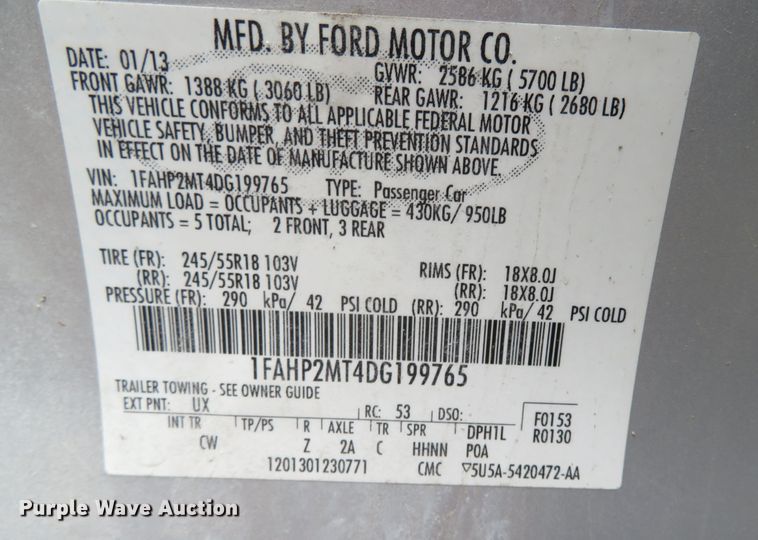 MFD. BY FORD MOTOR CO.
DATE: 01/13 GVWR: 2586 KG ( 5700 LB)
FRONT GAWR: 1388 KG ( 3060 LB) REAR GAWR: 1216 KG ( 2680 LB)
THIS VEHICLE CONFORMS TO ALL APPLICABLE FEDERAL MOTOR
VEHICLE SAFETY, BUMPER, AND THEFT PREVENTION STANDARDS
IN EFFECT ON THE DATE OF MANUFACTURE SHOWN ABOVE.
VIN: 1FAHP2MT4DG199765 TYPE: Passenger Car
MAXIMUM LOAD = OCCUPANTS + LUGGAGE = 430KG/ 950LB
OCCUPANTS = 5 TOTAL; 2 FRONT, 3 REAR
TIRE (FR): 245/55R18 103V RIMS (FR): 18X8.0J
(RR): 245/55R18 103V (RR): 18X8.0J
PRESSURE (FR): 290 kPa/ 42 PSI COLD (RR): 290 kPa/ 42 PSI COLD
1FAHP2MT4DG199765
TRAILER TOWING - SEE OWNER GUIDE
EXT PNT: UX RC: 53 DSO: F0153
INT TR TP/PS R AXLE TR SPR DPH1L R0130
CW Z 2A C HHNN POA
1201301230771 CMC ▽5U5A-5420472-AA
Purple Wave Auction